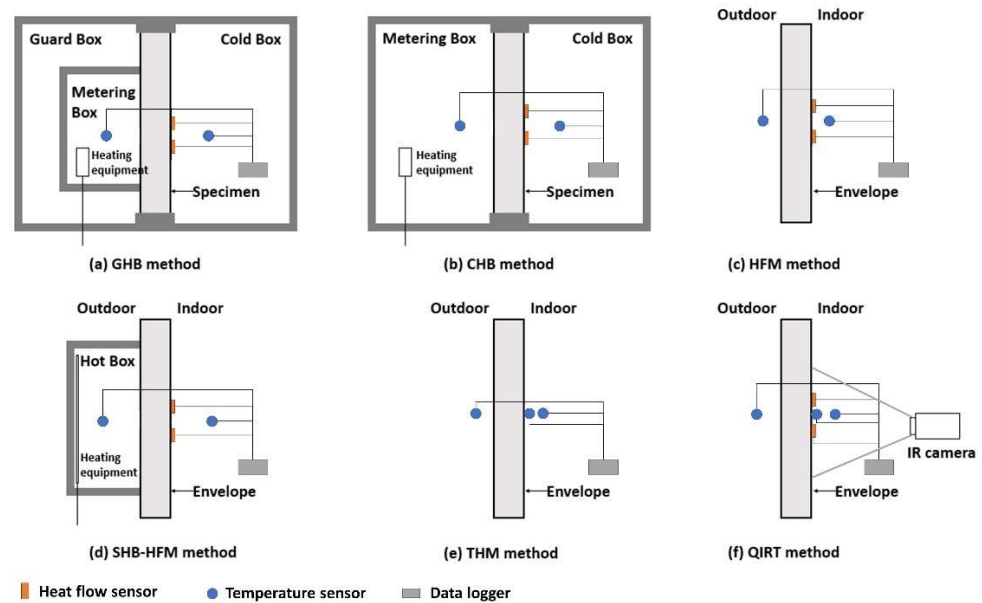 Guard Box
Cold Box
Metering
Box
Heating
equipment
Specimen
(a) GHB method
Metering Box
Cold Box
Heating
equipment
Specimen
(b) CHB method
Outdoor
Indoor
Envelope
(c) HFM method
Outdoor
Indoor
Hot Box
Heating
equipment
Envelope
(d) SHB-HFM method
Outdoor
Indoor
Envelope
(e) THM method
Outdoor
Indoor
IR camera
Envelope
(f) QIRT method
Heat flow sensor
Temperature sensor
Data logger